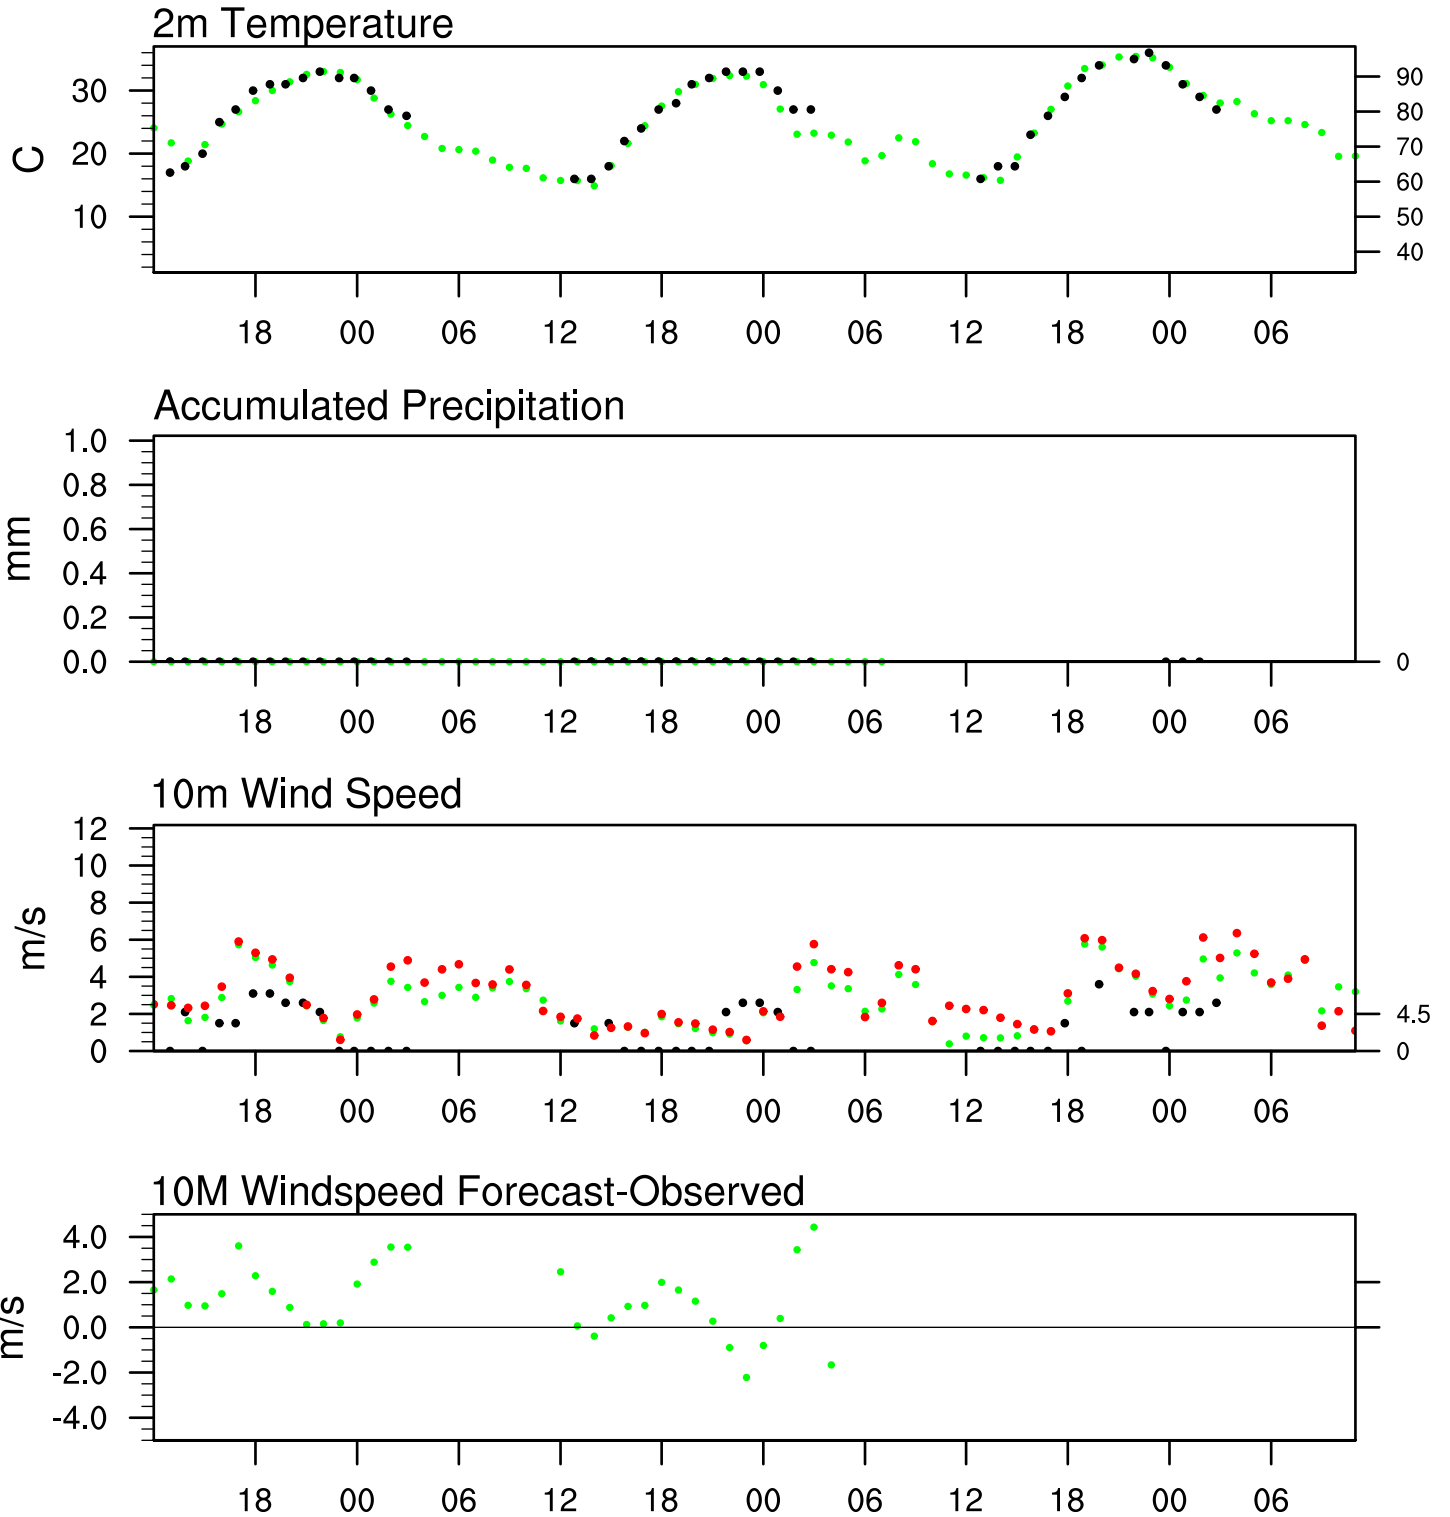 2m Temperature
30
20
10
C
90
80
70
60
50
40
18 00 06 12 18 00 06 12 18 00 06
Accumulated Precipitation
1.0
0.8
0.6
0.4
0.2
0.0
mm
0
18 00 06 12 18 00 06 12 18 00 06
10m Wind Speed
12
10
8
6
4
2
0
m/s
4.5
0
18 00 06 12 18 00 06 12 18 00 06
10M Windspeed Forecast-Observed
4.0
2.0
0.0
-2.0
-4.0
m/s
18 00 06 12 18 00 06 12 18 00 06